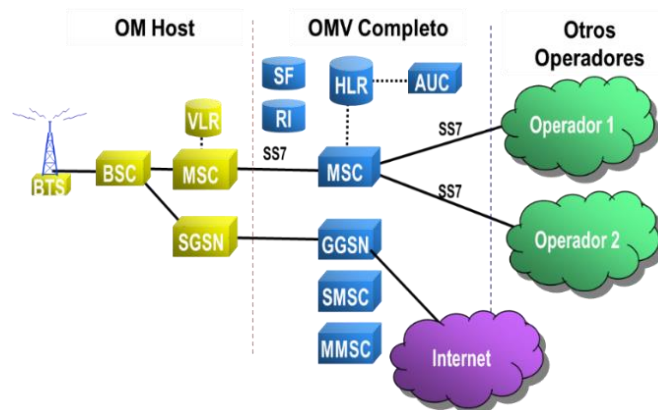 OM Host
OMV Completo
Otros
Operadores
SF
HLR
AUC
RI
VLR
SS7
Operador 1
BTS
BSC
MSC
SS7
MSC
SS7
Operador 2
SGSN
GGSN
SMSC
MMSC
Internet